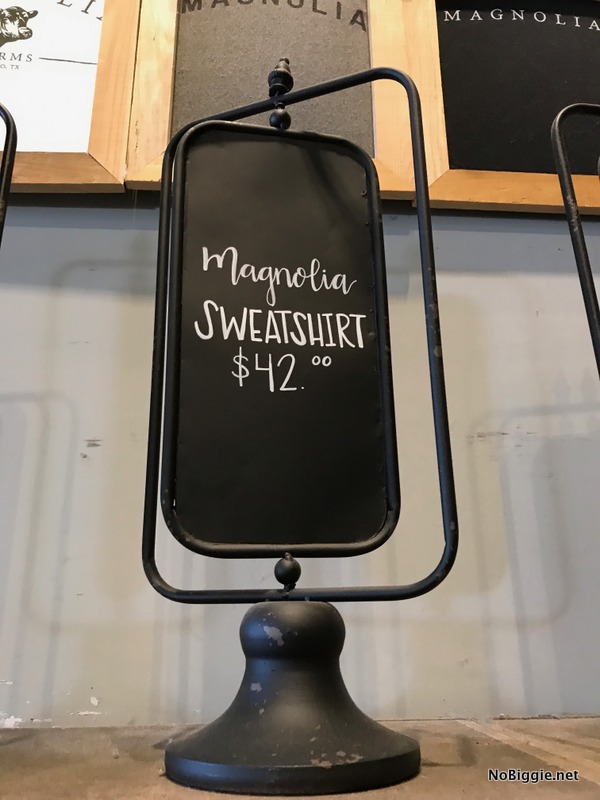 MAGNOLIA
MAGNOLIA
Magnolia
SWEATSHIRT
$42.00
NoBiggie.net